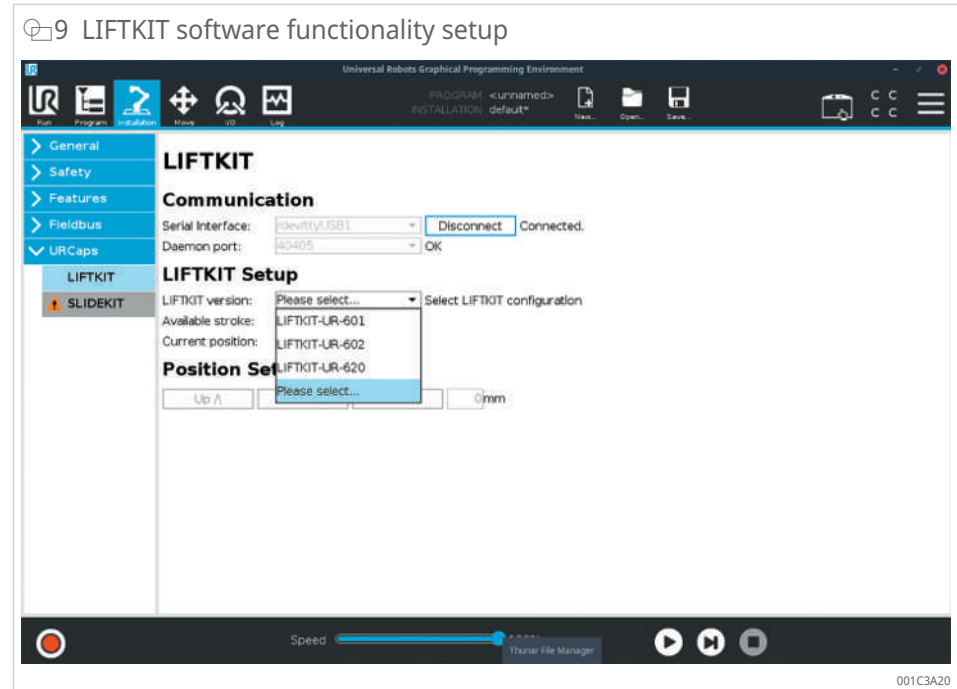 9 LIFTKIT software functionality setup
Universal Robots Graphical Programming Environment
Run Program Installation Move I/O Log
PROGRAM <unnamed>
INSTALLATION default*
New... Open... Save...
C C
C C
General
Safety
Features
Fieldbus
URCaps
LIFTKIT
SLIDEKIT
LIFTKIT
Communication
Serial Interface: /dev/ttyUSB1 Disconnect Connected.
Daemon port: 40405 OK
LIFTKIT Setup
LIFTKIT version: Please select... Select LIFTKIT configuration
Available stroke: LIFTKIT-UR-601
Current position: LIFTKIT-UR-602
LIFTKIT-UR-620
Please select...
Position Set
Up 0mm
Speed
Thunar File Manager
001C3A20